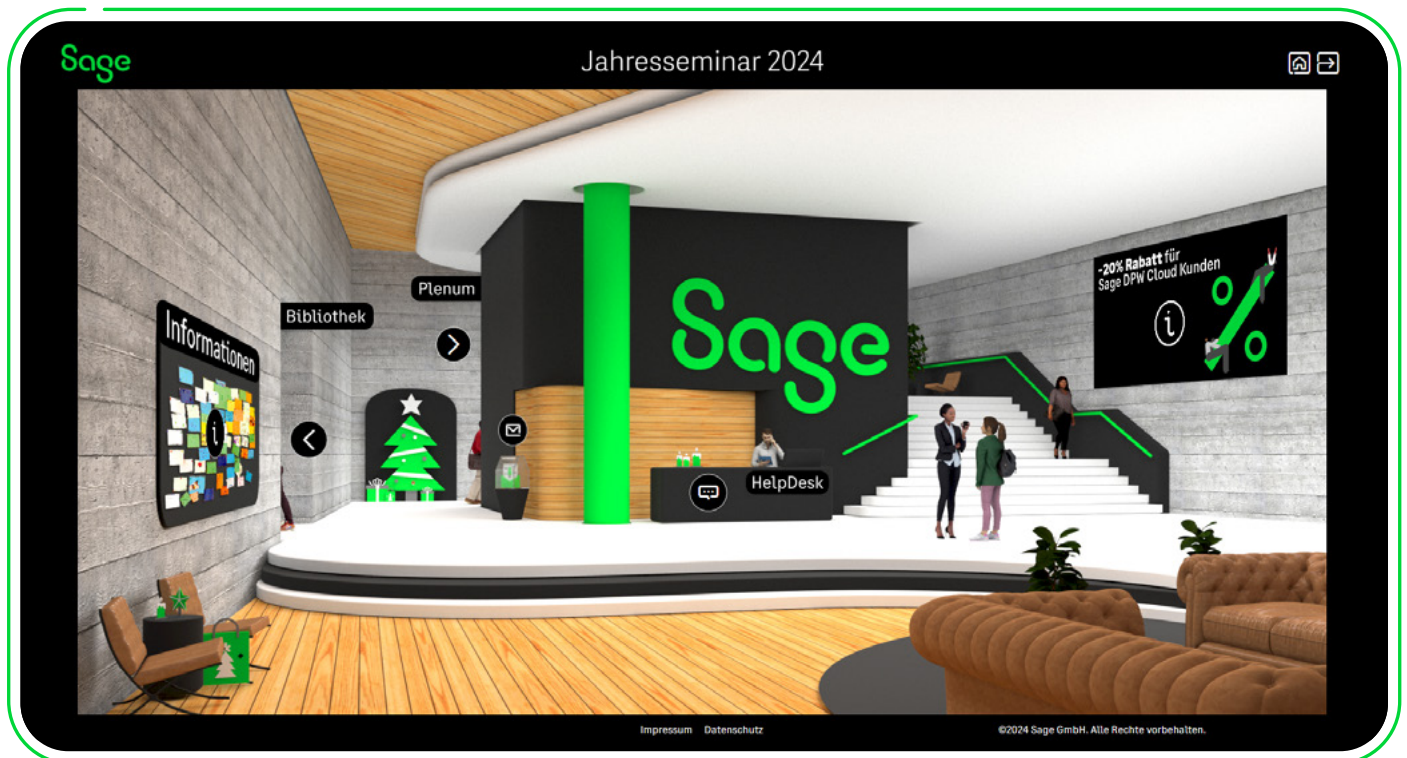 Sage
Jahresseminar 2024
-20% Rabatt für
Sage DPW Cloud Kunden
i
Plenum
Bibliothek
Informationen
i
Sage
HelpDesk
Impressum Datenschutz
©2024 Sage GmbH. Alle Rechte vorbehalten.